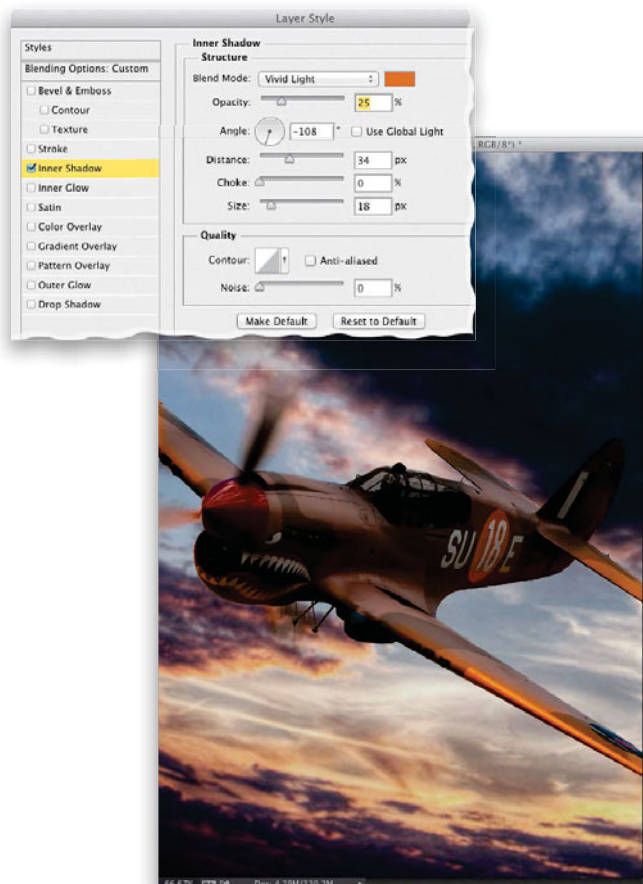 Layer Style
Styles
Blending Options: Custom
Bevel & Emboss
Contour
Texture
Stroke
Inner Shadow
Inner Glow
Satin
Color Overlay
Gradient Overlay
Pattern Overlay
Outer Glow
Drop Shadow
Inner Shadow
Structure
Blend Mode: Vivid Light
Opacity: 25 %
Angle: -108 ° Use Global Light
Distance: 34 px
Choke: 0 %
Size: 18 px
Quality
Contour: Anti-aliased
Noise: 0 %
Make Default Reset to Default
RGB/8*) *
SU 18 E
66.67%